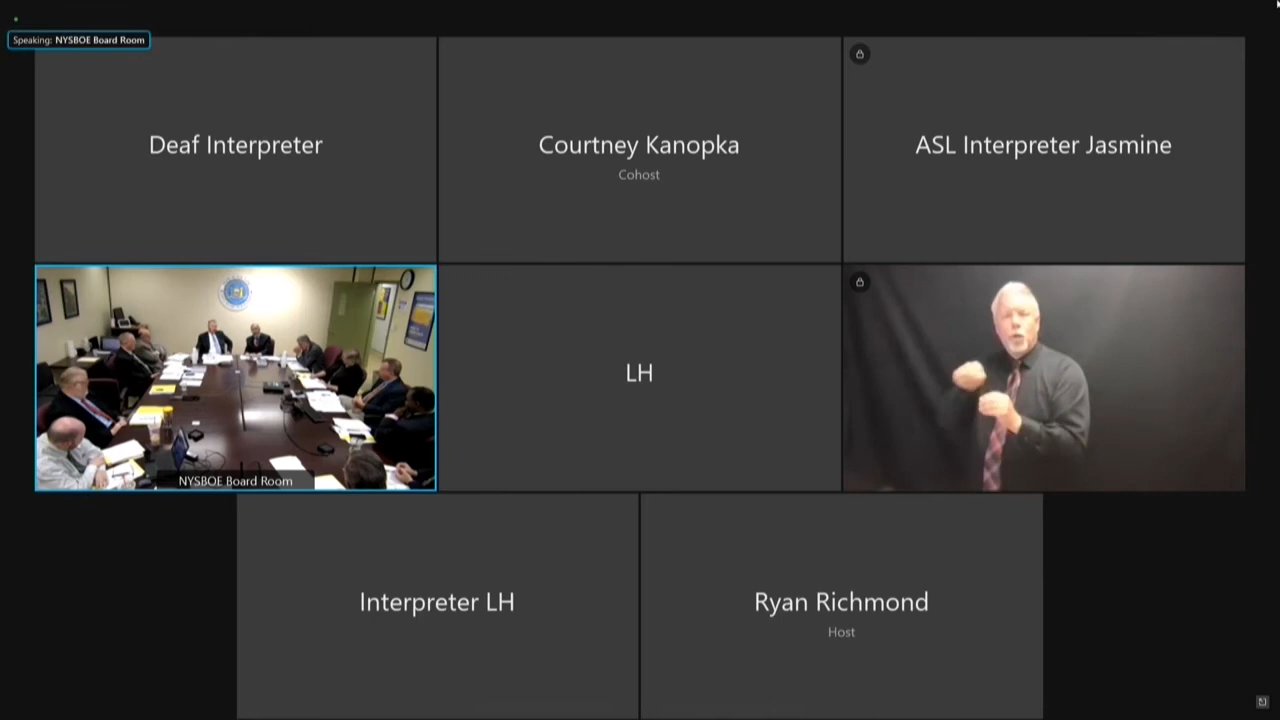 Speaking: NYSBOE Board Room
Deaf Interpreter
Courtney Kanopka
Cohost
ASL Interpreter Jasmine
NYSBOE Board Room
LH
Interpreter LH
Ryan Richmond
Host